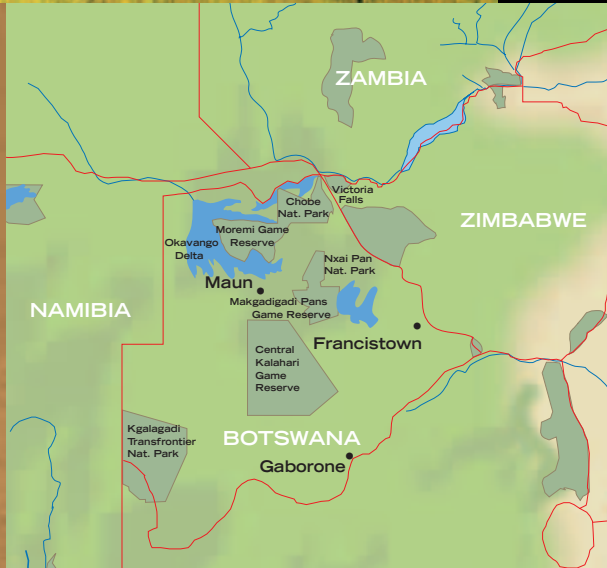 ZAMBIA
Victoria
Falls
Chobe
Nat. Park
ZIMBABWE
Moremi Game
Reserve
Okavango
Delta
Nxai Pan
Nat. Park
Maun
Makgadigadi Pans
Game Reserve
NAMIBIA
Francistown
Central
Kalahari
Game
Reserve
Kgalagadi
Transfrontier
Nat. Park
BOTSWANA
Gaborone